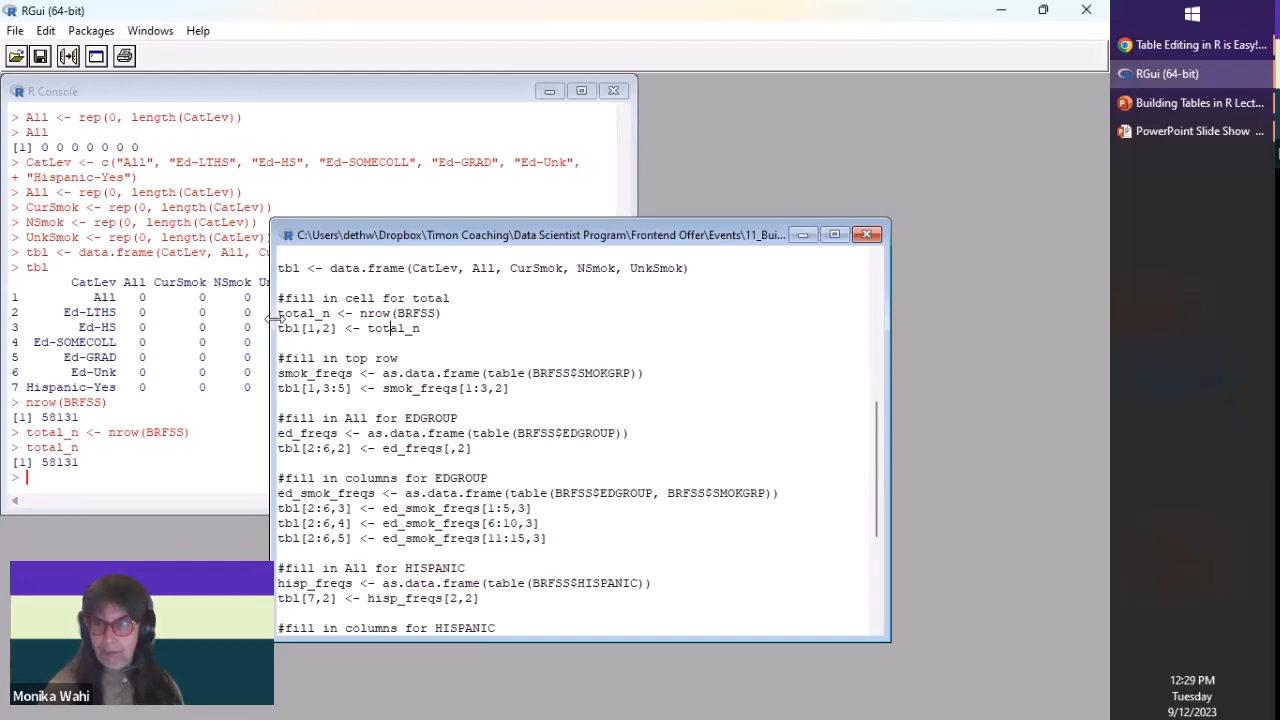 RGui (64-bit)
File Edit Packages Windows Help
R Console
> All <- rep(0, length(CatLev))
> All
[1] 0 0 0 0 0 0 0
> CatLev <- c("All", "Ed-LTHS", "Ed-HS", "Ed-SOMECOLL", "Ed-GRAD", "Ed-Unk",
+ "Hispanic-Yes")
> All <- rep(0, length(CatLev))
> CurSmok <- rep(0, length(CatLev))
> NSmok <- rep(0, length(CatLev))
> UnkSmok <- rep(0, length(CatLev)
> tbl <- data.frame(CatLev, All, Cu
> tbl
CatLev All CurSmok NSmok Un
1 All 0 0 0
2 Ed-LTHS 0 0 0
3 Ed-HS 0 0 0
4 Ed-SOMECOLL 0 0 0
5 Ed-GRAD 0 0 0
6 Ed-Unk 0 0 0
7 Hispanic-Yes 0 0 0
> nrow(BRFSS)
[1] 58131
> total_n <- nrow(BRFSS)
> total_n
[1] 58131
>
C:\Users\dethw\Dropbox\Timon Coaching\Data Scientist Program\Frontend Offer\Events\11_Bui...
tbl <- data.frame(CatLev, All, CurSmok, NSmok, UnkSmok)
#fill in cell for total
total_n <- nrow(BRFSS)
tbl[1,2] <- total_n
#fill in top row
smok_freqs <- as.data.frame(table(BRFSS$SMOKGRP))
tbl[1,3:5] <- smok_freqs[1:3,2]
#fill in All for EDGROUP
ed_freqs <- as.data.frame(table(BRFSS$EDGROUP))
tbl[2:6,2] <- ed_freqs[,2]
#fill in columns for EDGROUP
ed_smok_freqs <- as.data.frame(table(BRFSS$EDGROUP, BRFSS$SMOKGRP))
tbl[2:6,3] <- ed_smok_freqs[1:5,3]
tbl[2:6,4] <- ed_smok_freqs[6:10,3]
tbl[2:6,5] <- ed_smok_freqs[11:15,3]
#fill in All for HISPANIC
hisp_freqs <- as.data.frame(table(BRFSS$HISPANIC))
tbl[7,2] <- hisp_freqs[2,2]
#fill in columns for HISPANIC
Monika Wahi
Table Editing in R is Easy!...
RGui (64-bit)
Building Tables in R Lect...
PowerPoint Slide Show ...
12:29 PM
Tuesday
9/12/2023